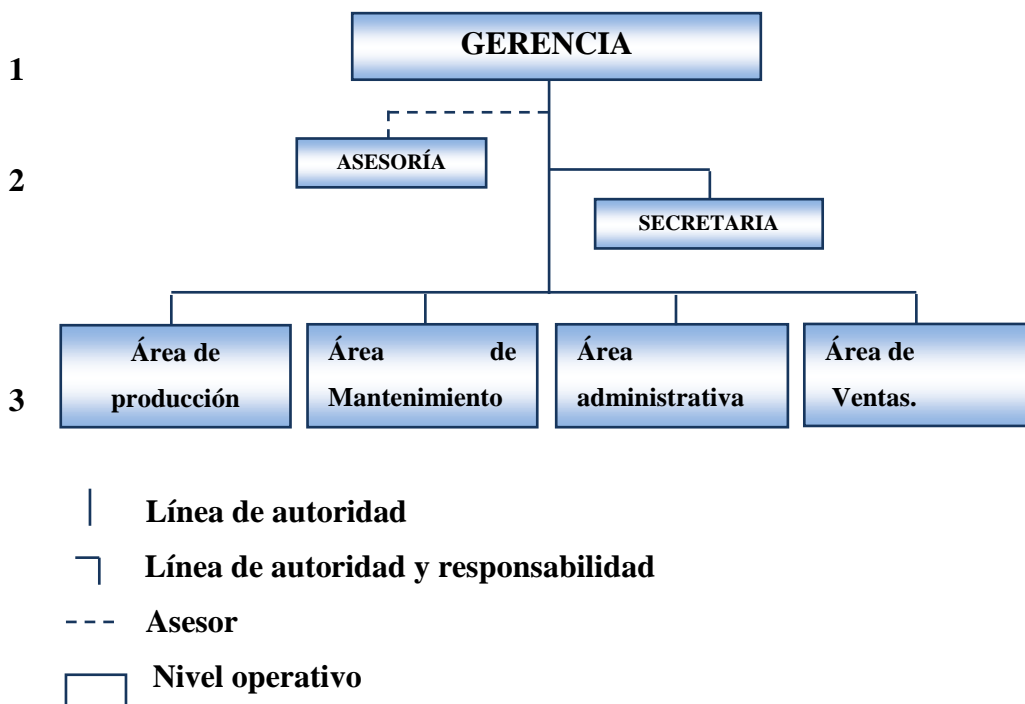 GERENCIA
1
ASESORÍA
2
SECRETARIA
Área de
producción
Área de
Mantenimiento
Área
administrativa
Área de
Ventas.
3
Línea de autoridad
Línea de autoridad y responsabilidad
Asesor
Nivel operativo